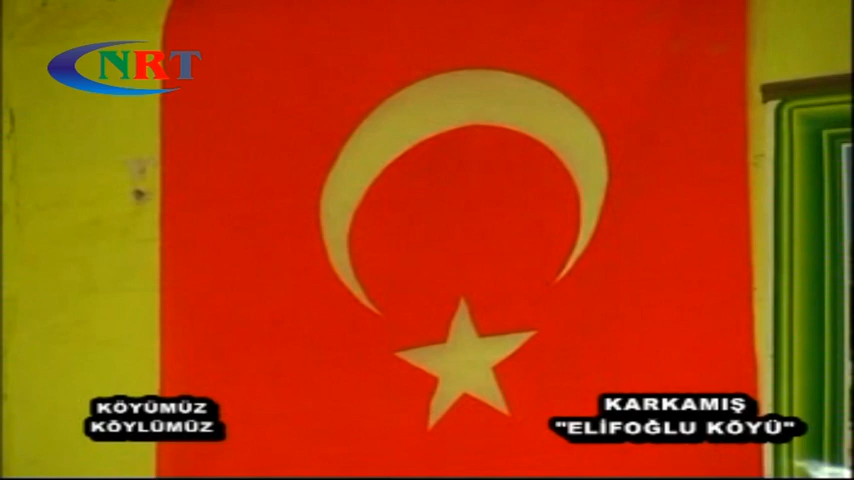 NRT
KÖYÜMÜZ
KÖYLÜMÜZ
KARKAMIŞ
"ELİFOĞLU KÖYÜ"